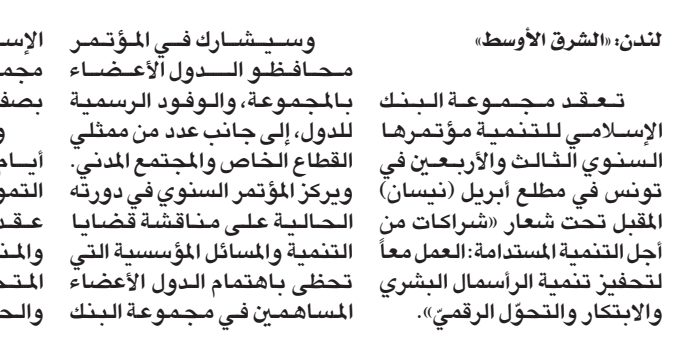 لندن: «الشرق الأوسط»
تعقد مجموعة البنك
الإسلامي للتنمية مؤتمرها
السنوي الثالث والأربعين في
تونس في مطلع أبريل (نيسان)
المقبل تحت شعار «شراكات من
أجل التنمية المستدامة: العمل معاً
لتحفيز تنمية الرأسمال البشري
والابتكار والتحوّل الرقميّ».
وسيشارك في المؤتمر
محافظو الدول الأعضاء
بالمجموعة، والوفود الرسمية
للدول، إلى جانب عدد من ممثلي
القطاع الخاص والمجتمع المدني.
ويركز المؤتمر السنوي في دورته
الحالية على مناقشة قضايا
التنمية والمسائل المؤسسية التي
تحظى باهتمام الدول الأعضاء
المساهمين في مجموعة البنك